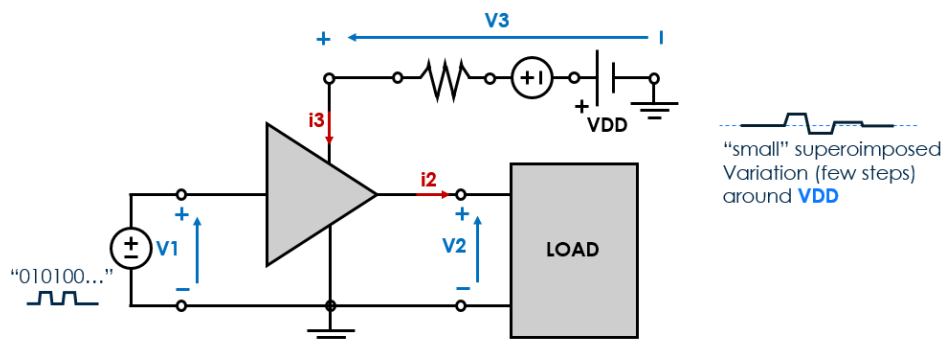 V3
+
−
+ −
+
VDD
i3
i2
"small" superoimposed
Variation (few steps)
around VDD
+
−
V1
+
−
V2
+
−
LOAD
"010100..."